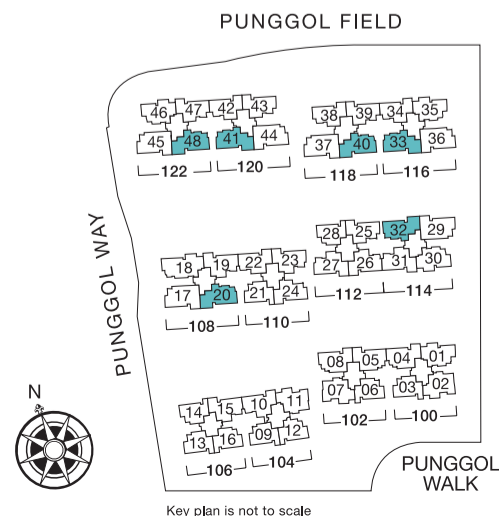 PUNGGOL FIELD
46 47 42 43
45 48 41 44
122 120
38 39 34 35
37 40 33 36
118 116
PUNGGOL WAY
28 25 32 29
27 26 31 30
112 114
18 19 22 23
17 20 21 24
108 110
08 05 04 01
07 06 03 02
102 100
14 15 10 11
13 16 09 12
106 104
N
PUNGGOL
WALK
Key plan is not to scale